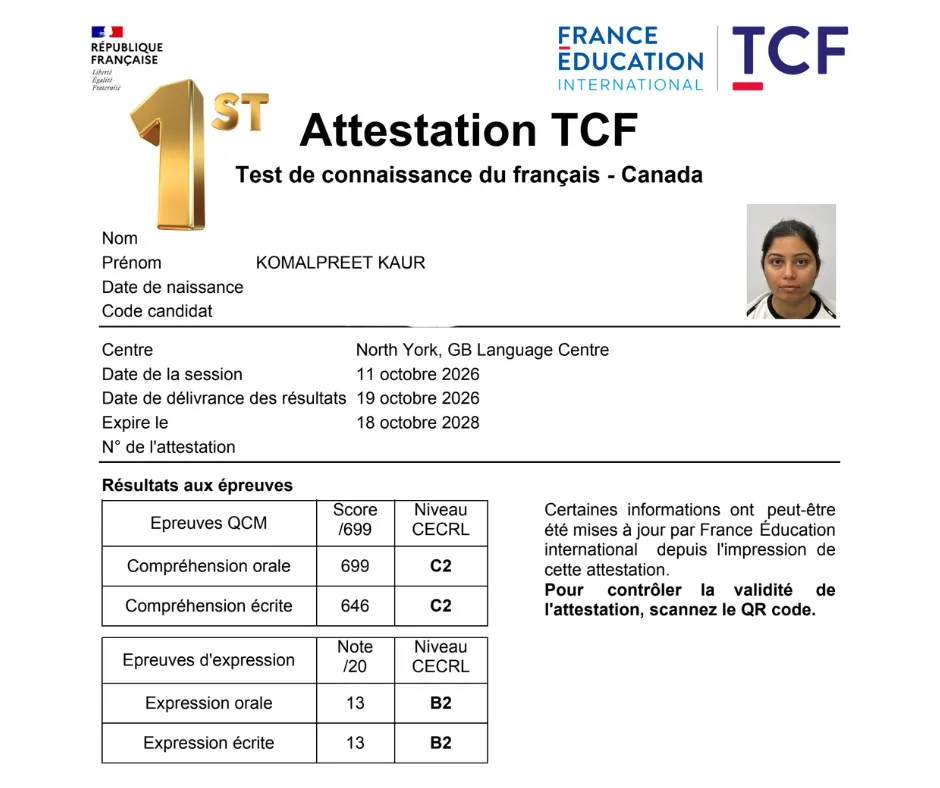 RÉPUBLIQUE
FRANÇAISE
Liberté
Égalité
Fraternité
FRANCE
ÉDUCATION
INTERNATIONAL
TCF
1ST
Attestation TCF
Test de connaissance du français - Canada
Nom
Prénom KOMALPREET KAUR
Date de naissance
Code candidat
Centre North York, GB Language Centre
Date de la session 11 octobre 2026
Date de délivrance des résultats 19 octobre 2026
Expire le 18 octobre 2028
N° de l'attestation
Résultats aux épreuves
Epreuves QCM Score /699 Niveau CECRL
Compréhension orale 699 C2
Compréhension écrite 646 C2
Epreuves d'expression Note /20 Niveau CECRL
Expression orale 13 B2
Expression écrite 13 B2
Certaines informations ont peut-être
été mises à jour par France Éducation
international depuis l'impression de
cette attestation.
Pour contrôler la validité de
l'attestation, scannez le QR code.